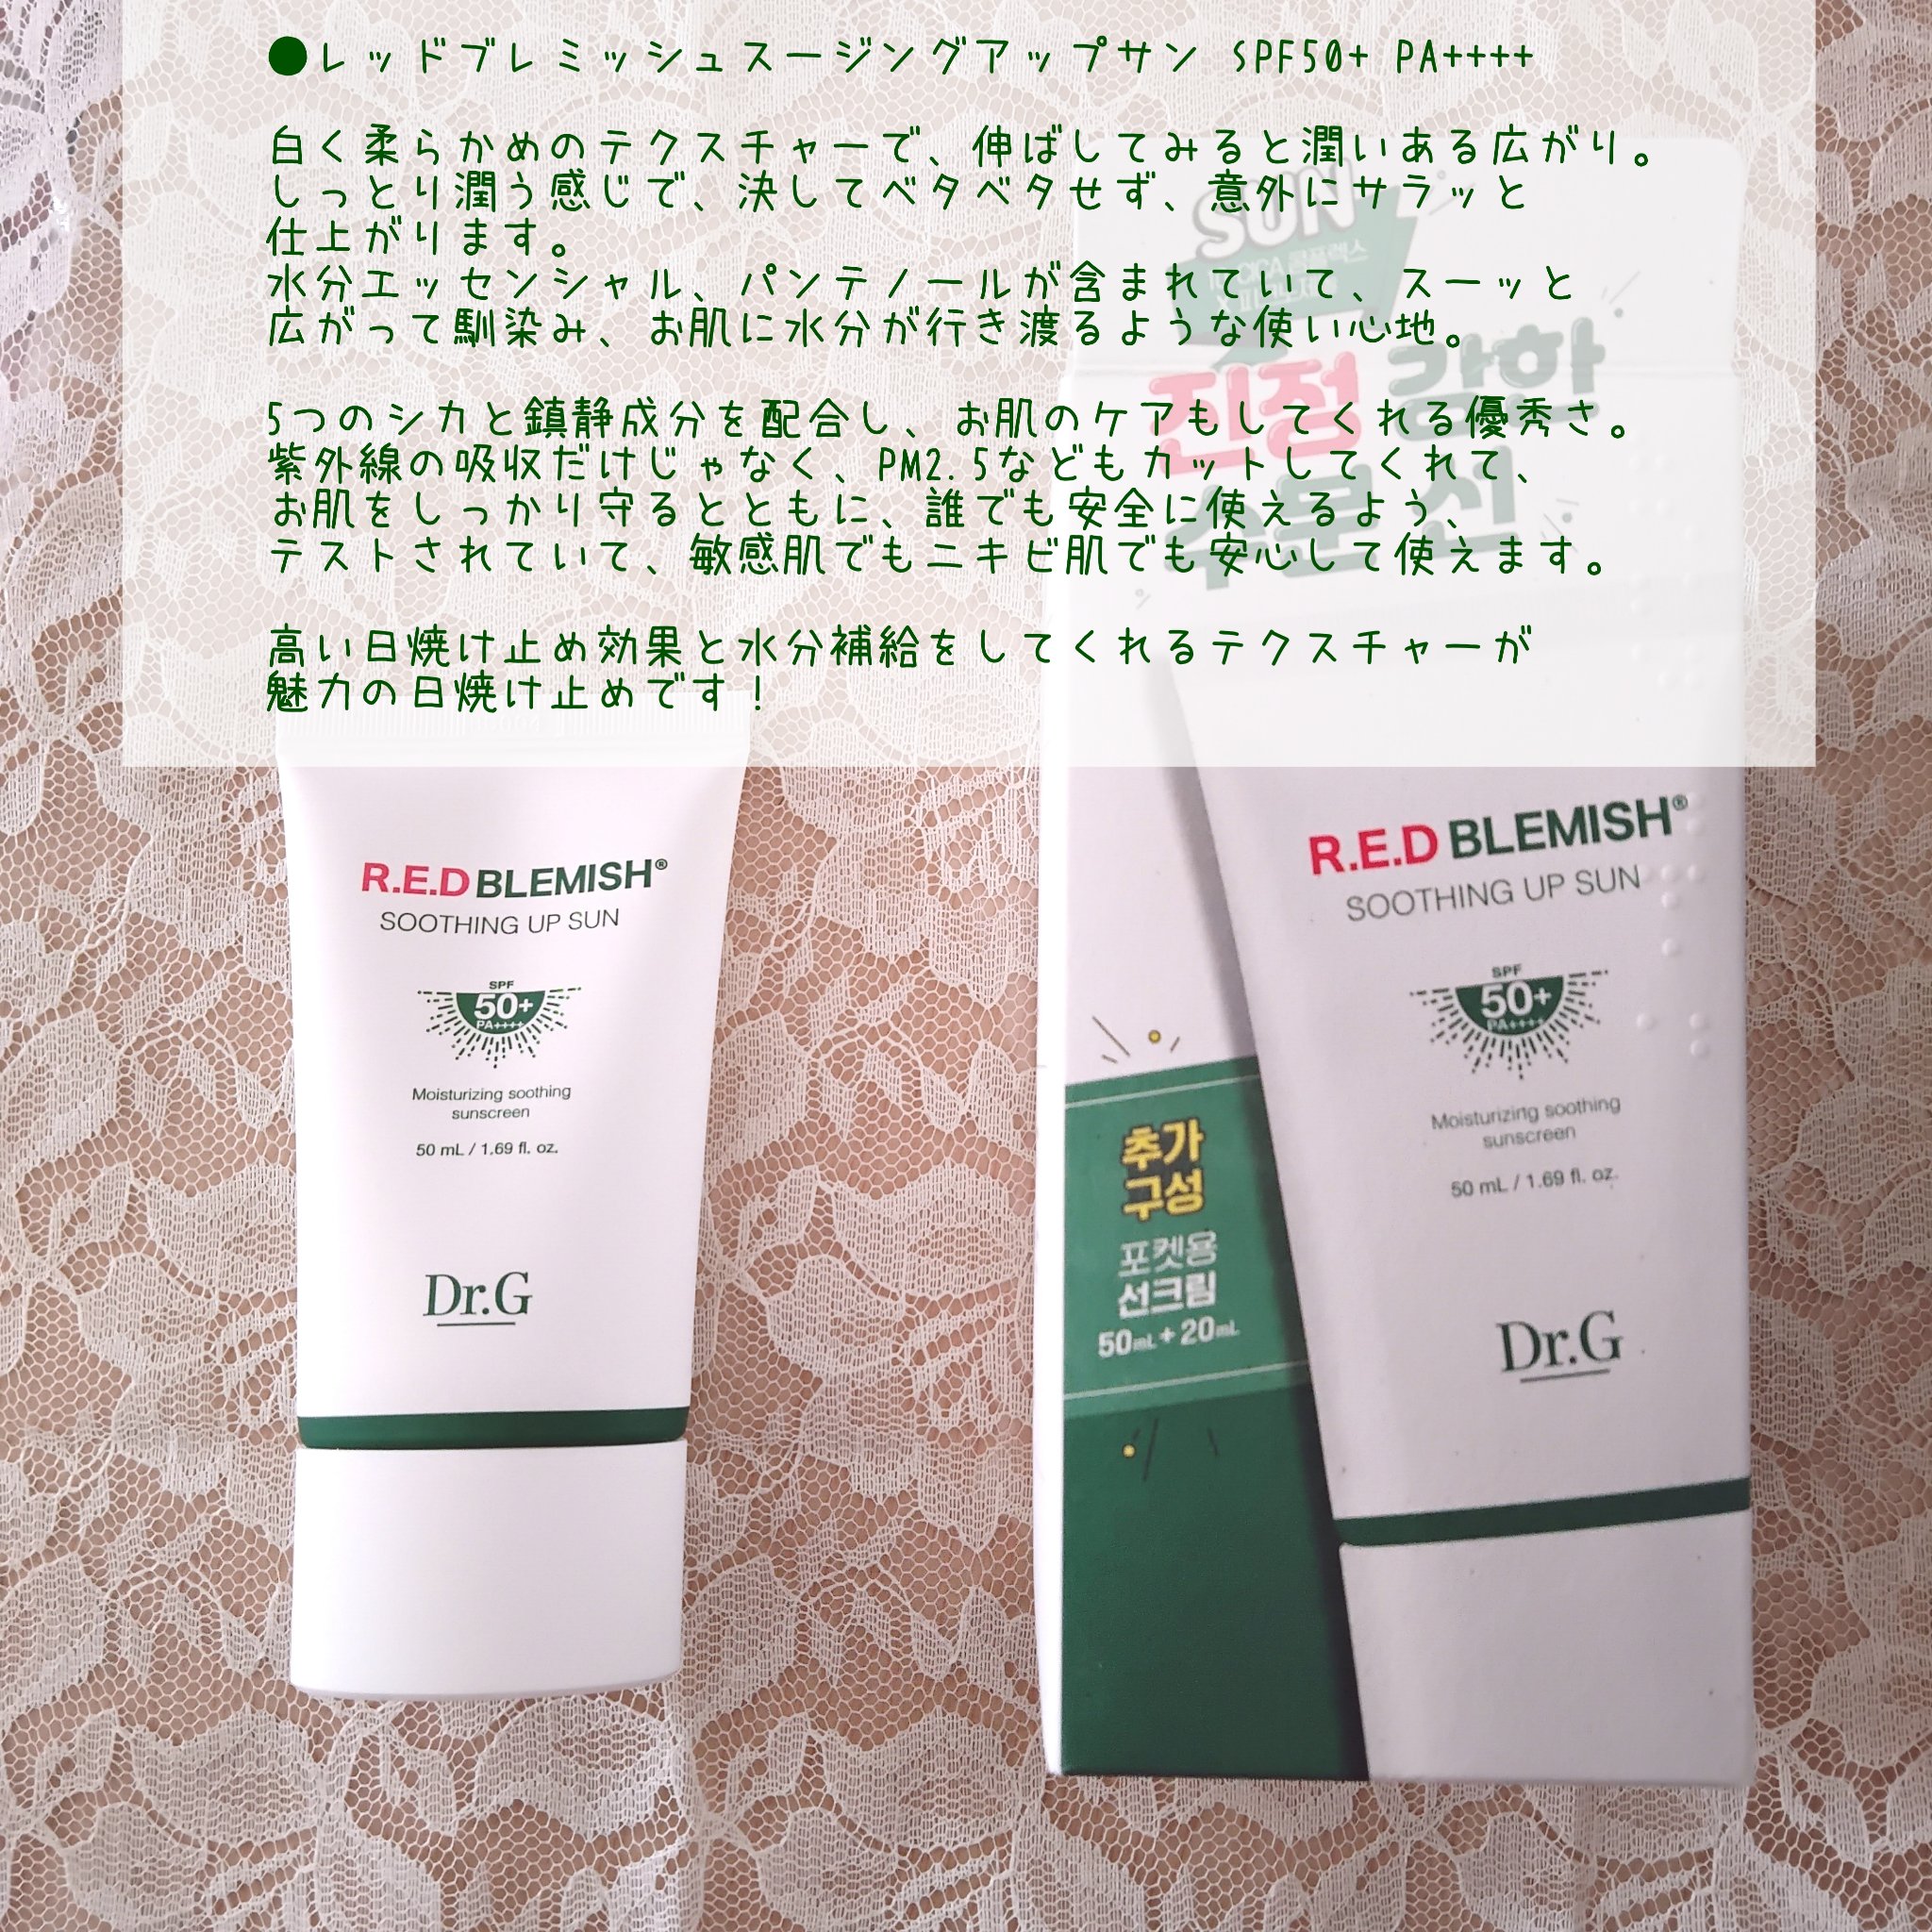 ●レッドブレミッシュスージングアップサン SPF50+ PA++++
白く柔らかめのテクスチャーで、伸ばしてみると潤いある広がり。
しっとり潤う感じで、決してベタベタせず、意外にサラッと
仕上がります。
水分エッセンシャル、パンテノールが含まれていて、スーッと
広がって馴染み、お肌に水分が行き渡るような使い心地。
5つのシカと鎮静成分を配合し、お肌のケアもしてくれる優秀さ。
紫外線の吸収だけじゃなく、PM2.5などもカットしてくれて、
お肌をしっかり守るとともに、誰でも安全に使えるよう、
テストされていて、敏感肌でもニキビ肌でも安心して使えます。
高い日焼け止め効果と水分補給をしてくれるテクスチャーが
魅力の日焼け止めです！
SUN
CICA 콤플렉스
진정 강한
수분선
R.E.D BLEMISH®
SOOTHING UP SUN
SPF
50+
PA++++
Moisturizing soothing
sunscreen
50 mL / 1.69 fl. oz.
Dr.G
R.E.D BLEMISH®
SOOTHING UP SUN
SPF
50+
PA++++
Moisturizing soothing
sunscreen
50 mL / 1.69 fl. oz.
Dr.G
추가
구성
포켓용
선크림
50mL + 20mL